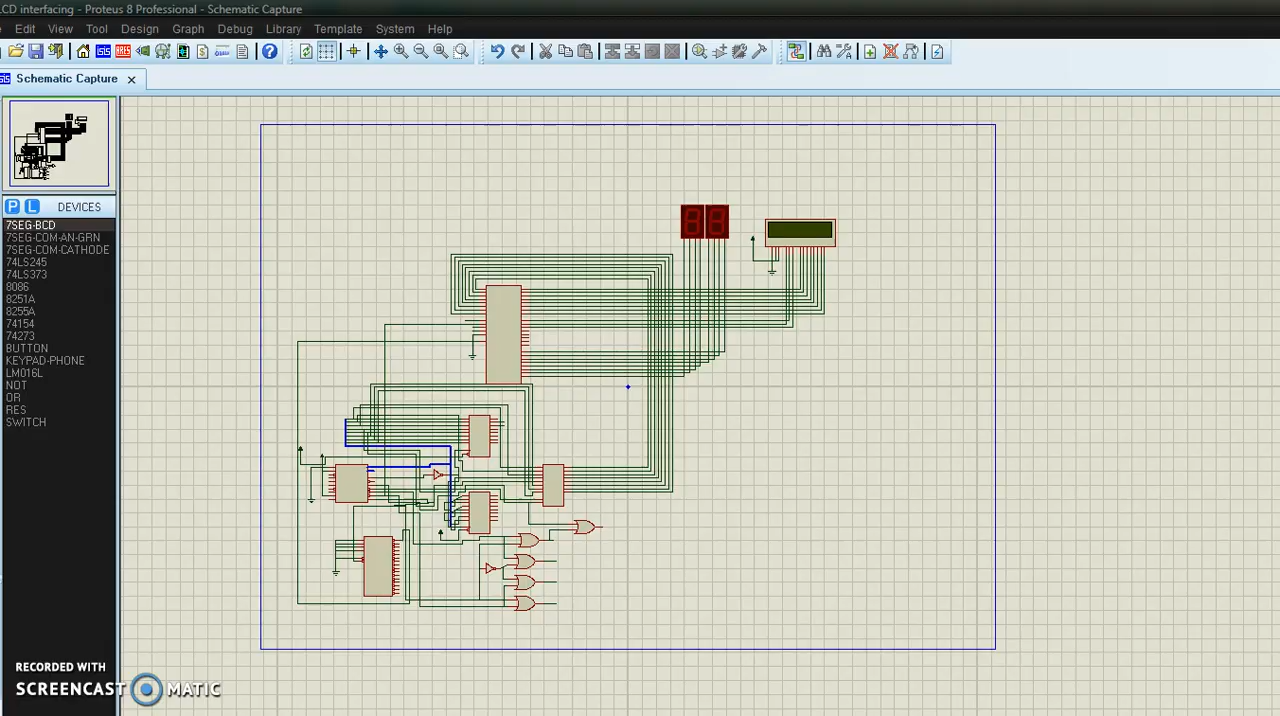 LCD interfacing - Proteus 8 Professional - Schematic Capture
Edit View Tool Design Graph Debug Library Template System Help
Schematic Capture
P L DEVICES
7SEG-BCD
7SEG-COM-AN-GRN
7SEG-COM-CATHODE
74LS245
74LS373
8086
8251A
8255A
74154
74273
BUTTON
KEYPAD-PHONE
LM016L
NOT
OR
RES
SWITCH
RECORDED WITH
SCREENCAST MATIC